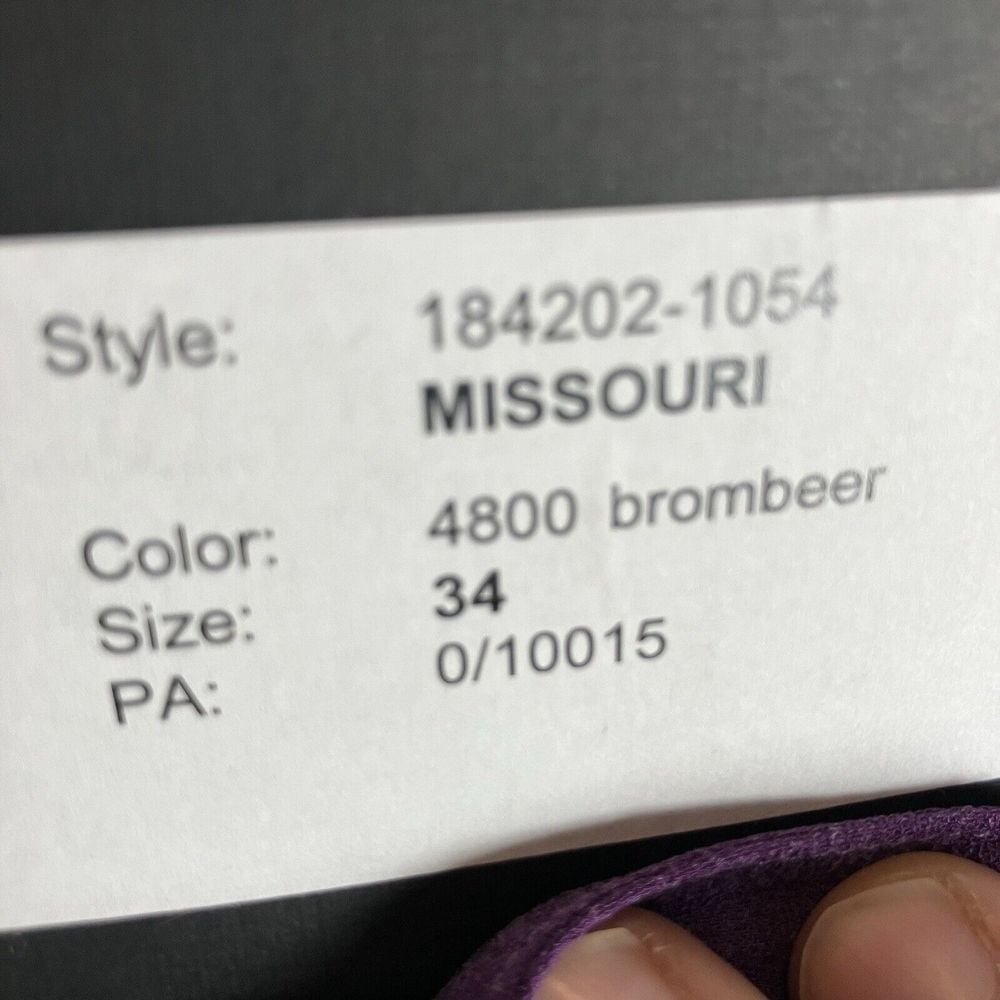 Style: 184202-1054
MISSOURI
Color: 4800 brombeer
Size: 34
PA: 0/10015